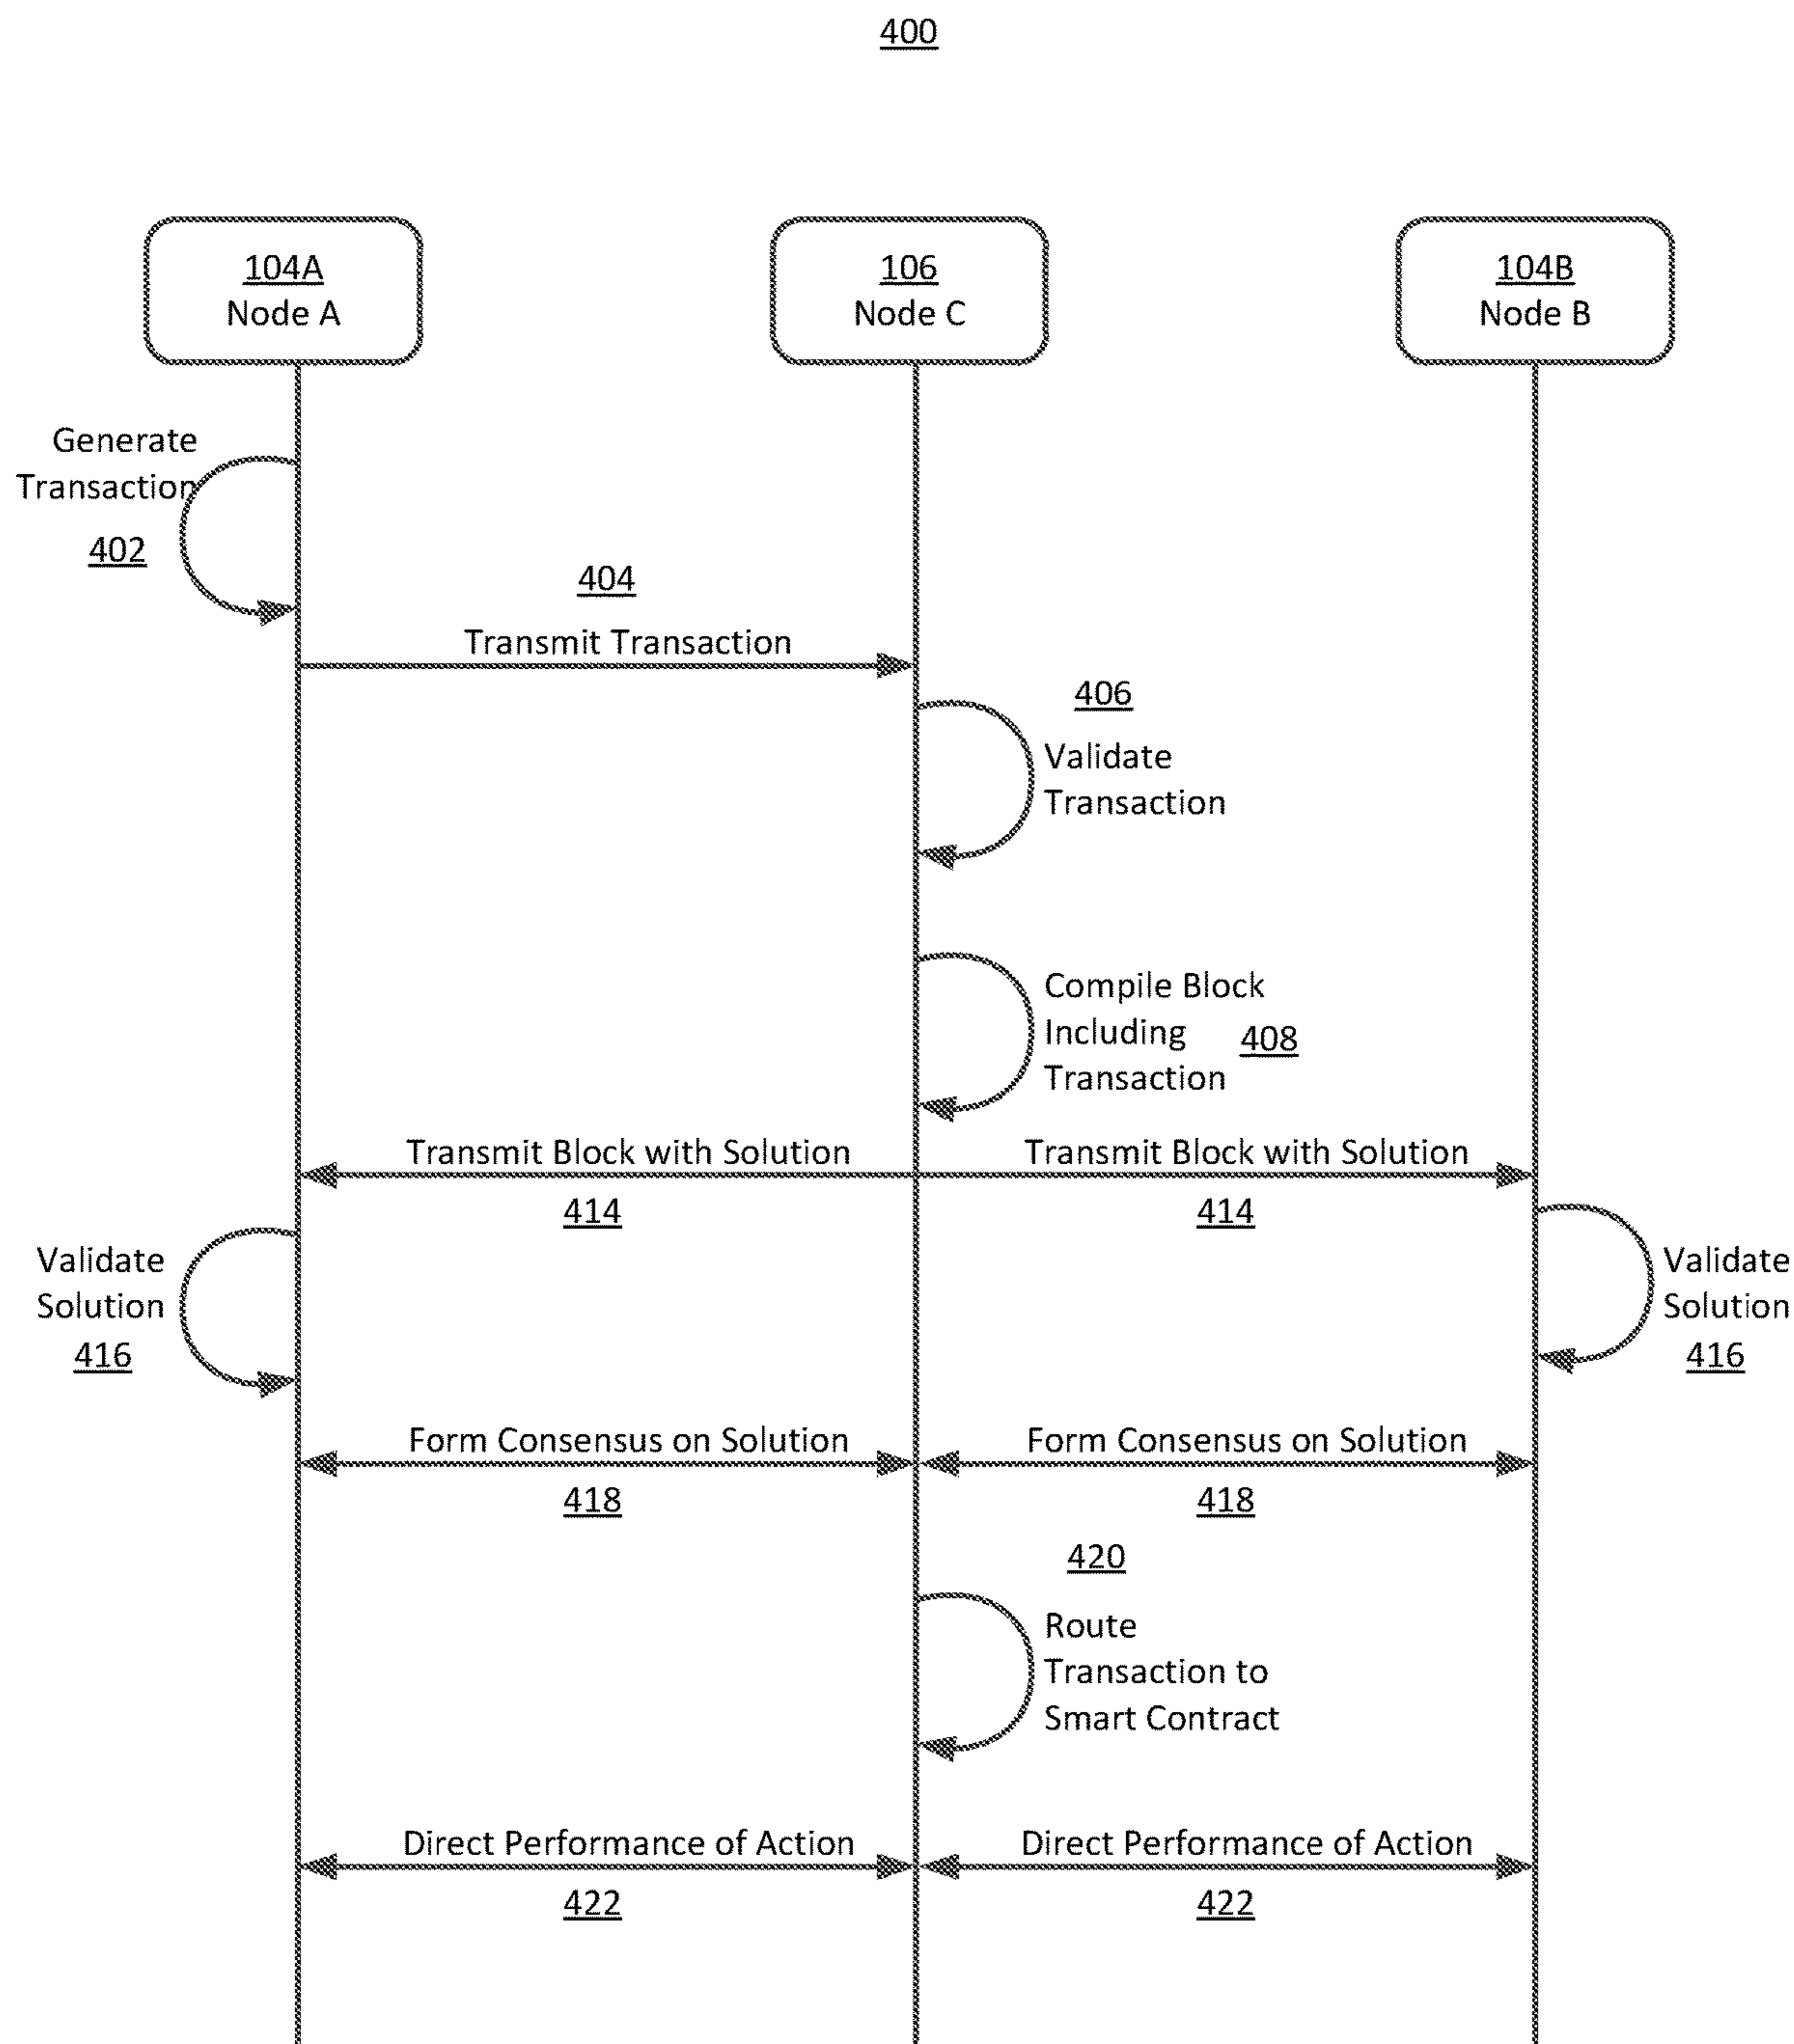 400
104A
Node A
106
Node C
104B
Node B
Generate
Transaction
402
404
Transmit Transaction
406
Validate
Transaction
Compile Block
Including
408
Transaction
Transmit Block with Solution
Transmit Block with Solution
414
414
Validate
Solution
416
Validate
Solution
416
Form Consensus on Solution
Form Consensus on Solution
418
418
420
Route
Transaction to
Smart Contract
Direct Performance of Action
Direct Performance of Action
422
422